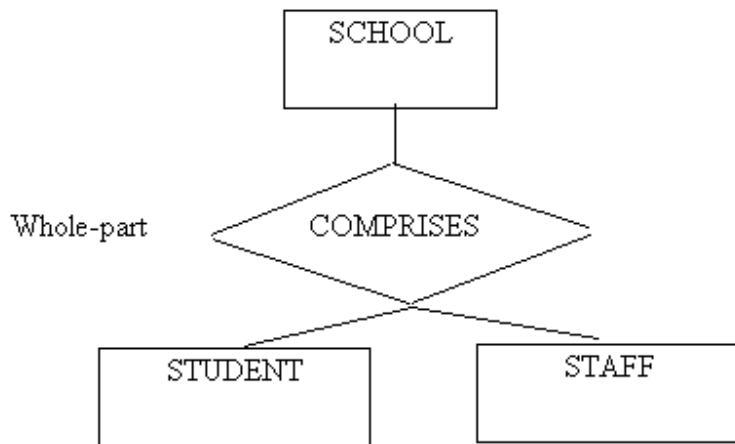 SCHOOL
Whole-part
COMPRISES
STUDENT
STAFF